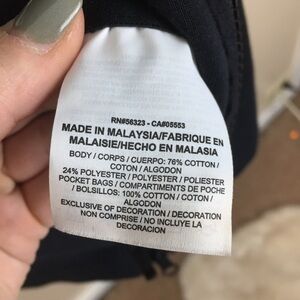 RN#56323 - CA#05553
MADE IN MALAYSIA/FABRIQUE EN
MALAISIE/HECHO EN MALASIA
BODY / CORPS / CUERPO: 76% COTTON /
COTON / ALGODON
24% POLYESTER / POLYESTER / POLIESTER
POCKET BAGS / COMPARTIMENTS DE POCHE
/ BOLSILLOS: 100% COTTON / COTON /
ALGODON
EXCLUSIVE OF DECORATION / DECORATION
NON COMPRISE / NO INCLUYE LA
DECORACION